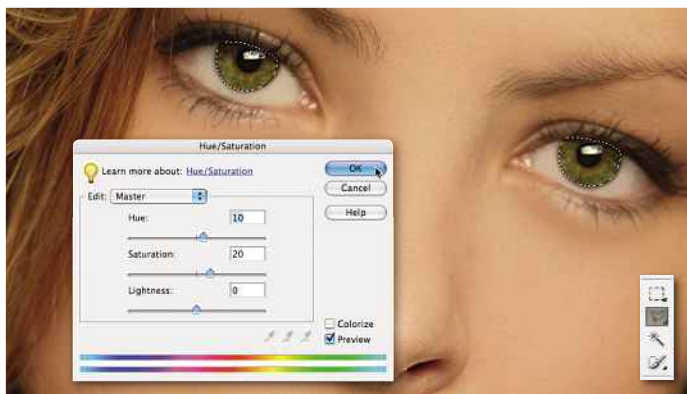 Hue/Saturation
Learn more about: Hue/Saturation
OK
Cancel
Help
Edit: Master
Hue: 10
Saturation: 20
Lightness: 0
Colorize
Preview